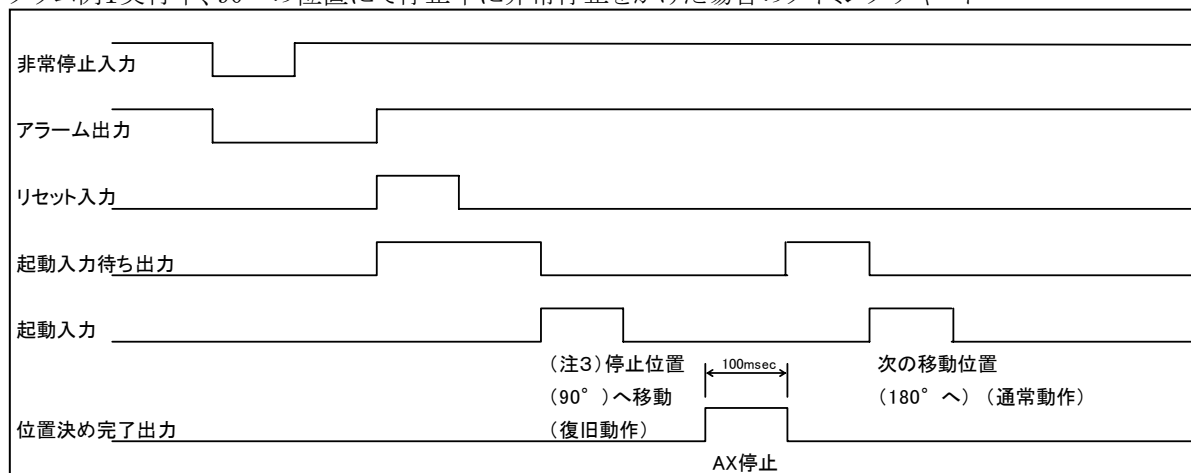 非常停止入力
アラーム出力
リセット入力
起動入力待ち出力
起動入力
(注3)停止位置
(90°)へ移動
(復旧動作)
100msec
次の移動位置
(180°へ)(通常動作)
位置決め完了出力
AX停止